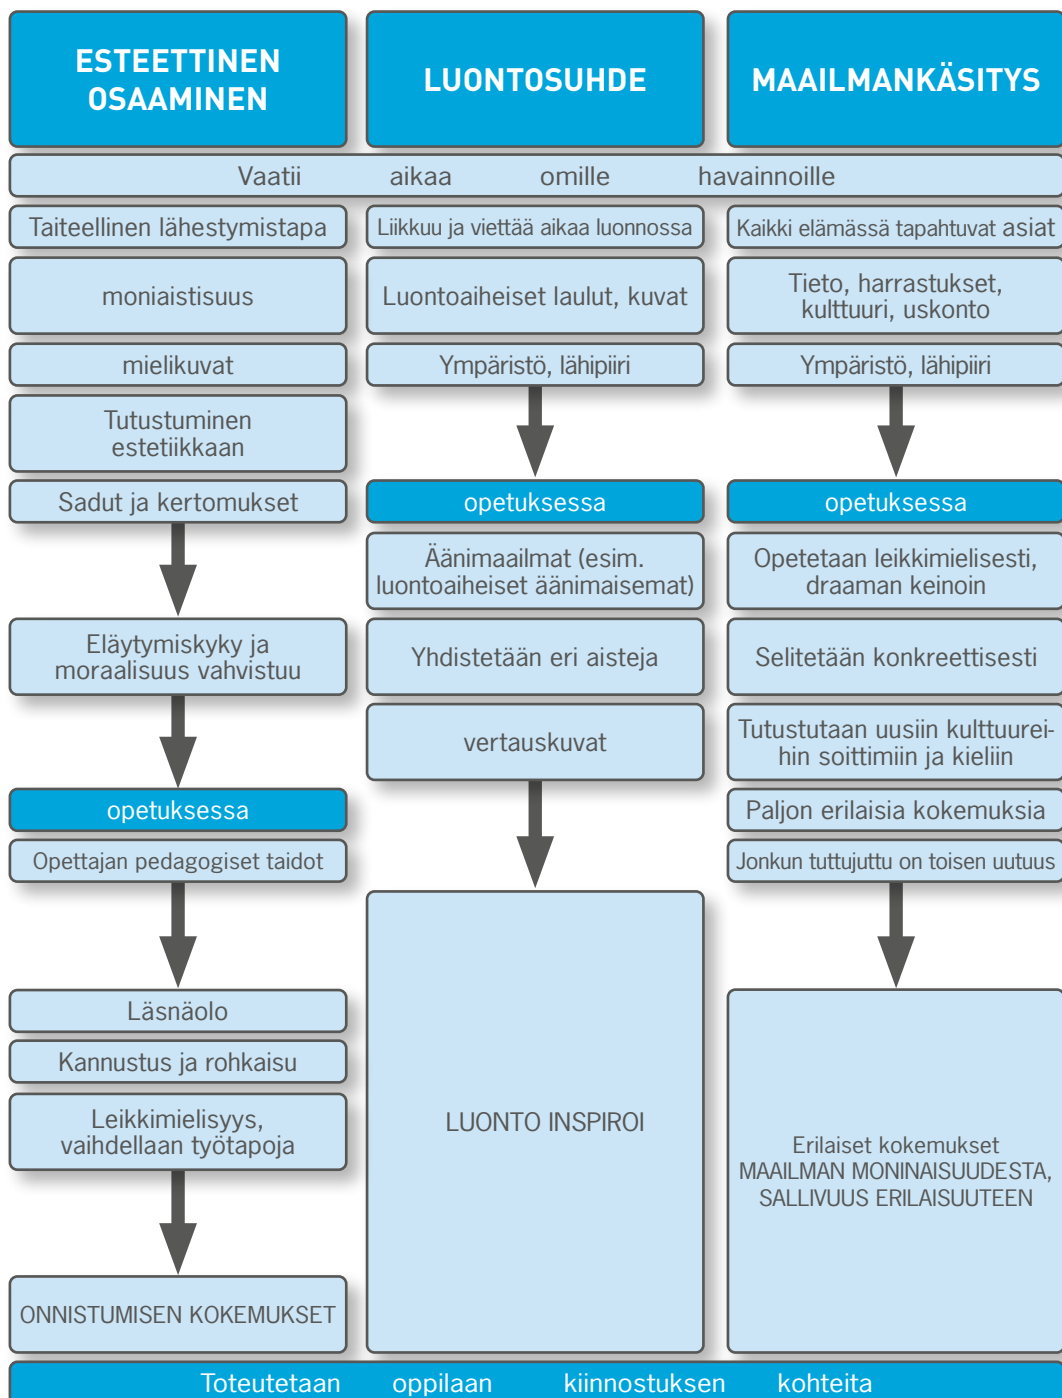 ESTEETTINEN
OSAAMINEN
LUONTOSUHDE
MAAILMANKÄSITYS
Vaatii aikaa omille havainnoille
Taiteellinen lähestymistapa
moniaistisuus
mielikuvat
Tutustuminen
estetiikkaan
Sadut ja kertomukset
Eläytymiskyky ja
moraalisuus vahvistuu
opetuksessa
Opettajan pedagogiset taidot
Läsnäolo
Kannustus ja rohkaisu
Leikkimielisyys,
vaihdellaan työtapoja
ONNISTUMISEN KOKEMUKSET
Liikkuu ja viettää aikaa luonnossa
Luontoaiheiset laulut, kuvat
Ympäristö, lähipiiri
opetuksessa
Äänimaailmat (esim.
luontoaiheiset äänimaisemat)
Yhdistetään eri aisteja
vertauskuvat
LUONTO INSPIROI
Kaikki elämässä tapahtuvat asiat
Tieto, harrastukset,
kulttuuri, uskonto
Ympäristö, lähipiiri
opetuksessa
Opetetaan leikkimielisesti,
draaman keinoin
Selitetään konkreettisesti
Tutustutaan uusiin kulttuurei-
hin soittimiin ja kieliin
Paljon erilaisia kokemuksia
Jonkun tuttujuttu on toisen uutuus
Erilaiset kokemukset
MAAILMAN MONINAISUUDESTA,
SALLIVUUS ERILAISUUTEEN
Toteutetaan oppilaan kiinnostuksen kohteita